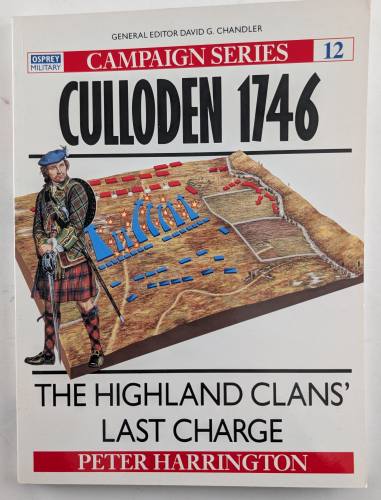 GENERAL EDITOR DAVID G. CHANDLER
OSPREY
MILITARY
CAMPAIGN SERIES
12
CULLODEN 1746
THE HIGHLAND CLANS'
LAST CHARGE
PETER HARRINGTON